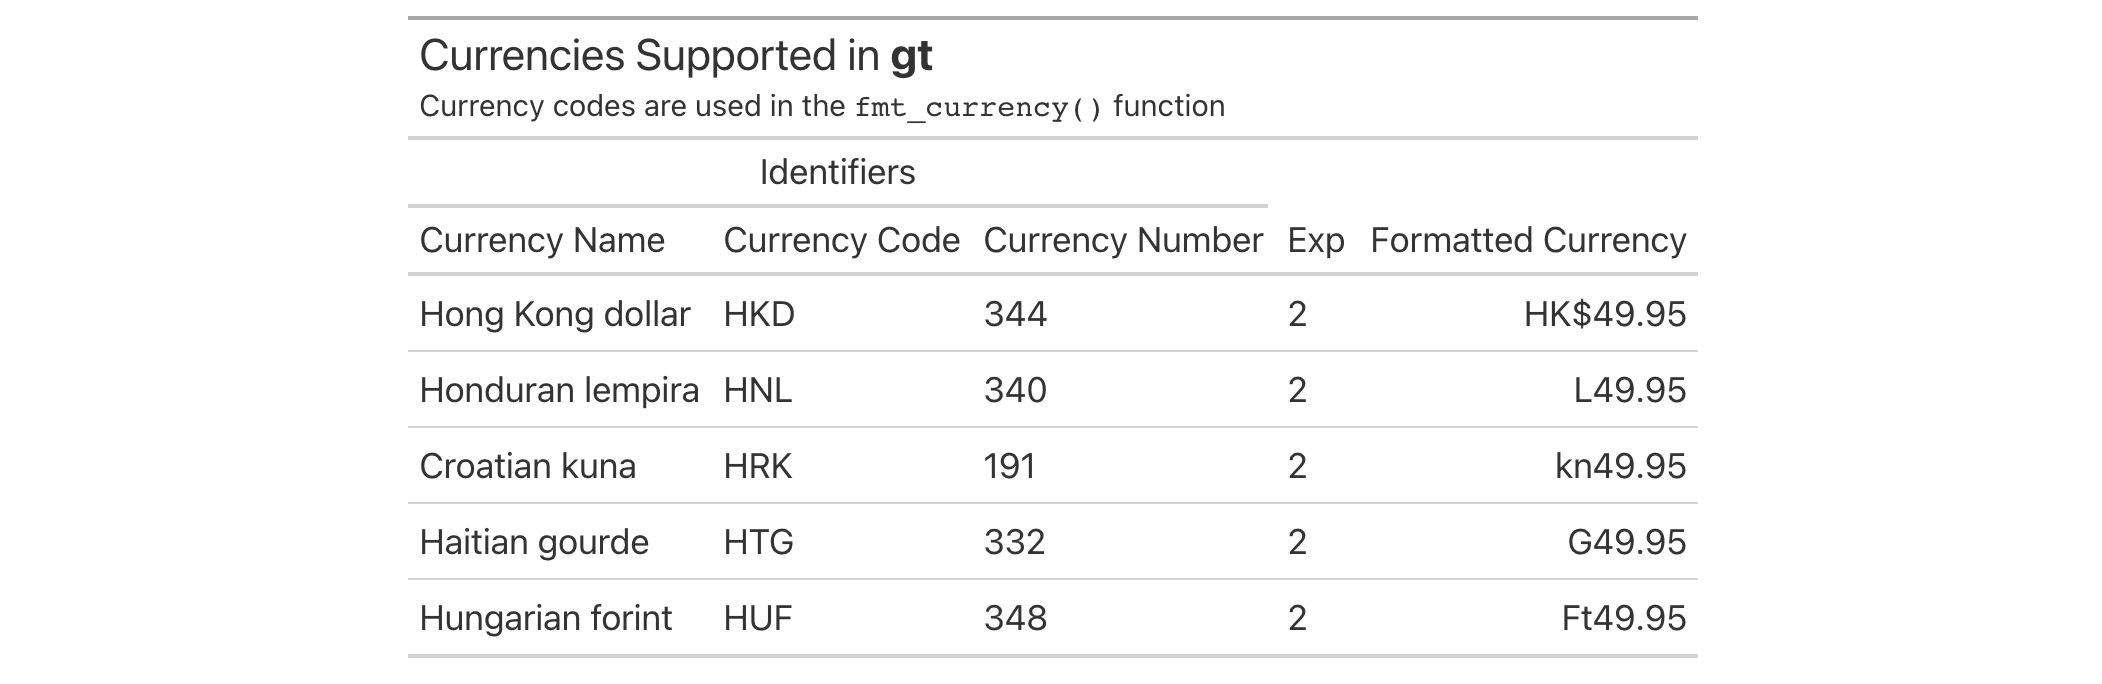 Currencies Supported in gt
Currency codes are used in the fmt_currency() function
Identifiers
Currency Name Currency Code Currency Number Exp Formatted Currency
Hong Kong dollar HKD 344 2 HK$49.95
Honduran lempira HNL 340 2 L49.95
Croatian kuna HRK 191 2 kn49.95
Haitian gourde HTG 332 2 G49.95
Hungarian forint HUF 348 2 Ft49.95